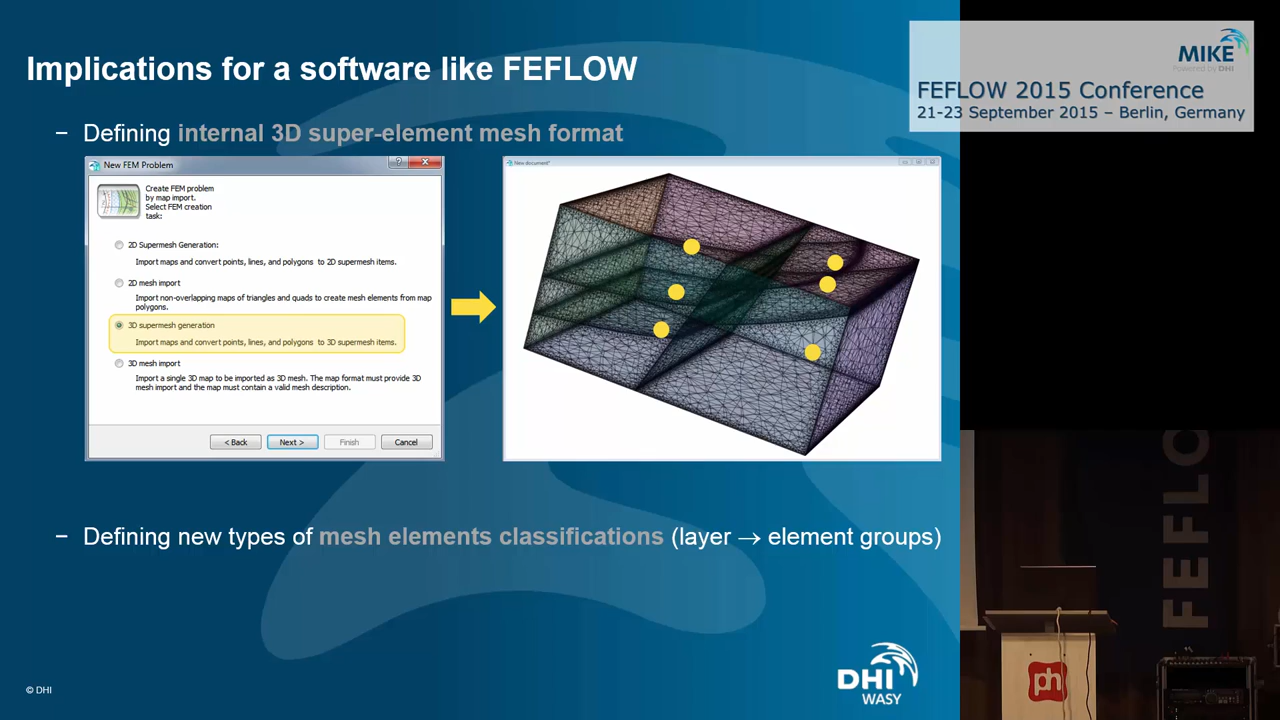 Implications for a software like FEFLOW
MIKE
Powered by DHI
FEFLOW 2015 Conference
21-23 September 2015 – Berlin, Germany
− Defining internal 3D super-element mesh format
New FEM Problem
Create FEM problem
by map import.
Select FEM creation
task:
2D Supermesh Generation:
Import maps and convert points, lines, and polygons to 2D supermesh items.
2D mesh import
Import non-overlapping maps of triangles and quads to create mesh elements from map
polygons.
3D supermesh generation
Import maps and convert points, lines, and polygons to 3D supermesh items.
3D mesh import
Import a single 3D map to be imported as 3D mesh. The map format must provide 3D
mesh import and the map must contain a valid mesh description.
< Back
Next >
Finish
Cancel
New document*
− Defining new types of mesh elements classifications (layer → element groups)
FEFLO
ph
DHI
WASY
© DHI